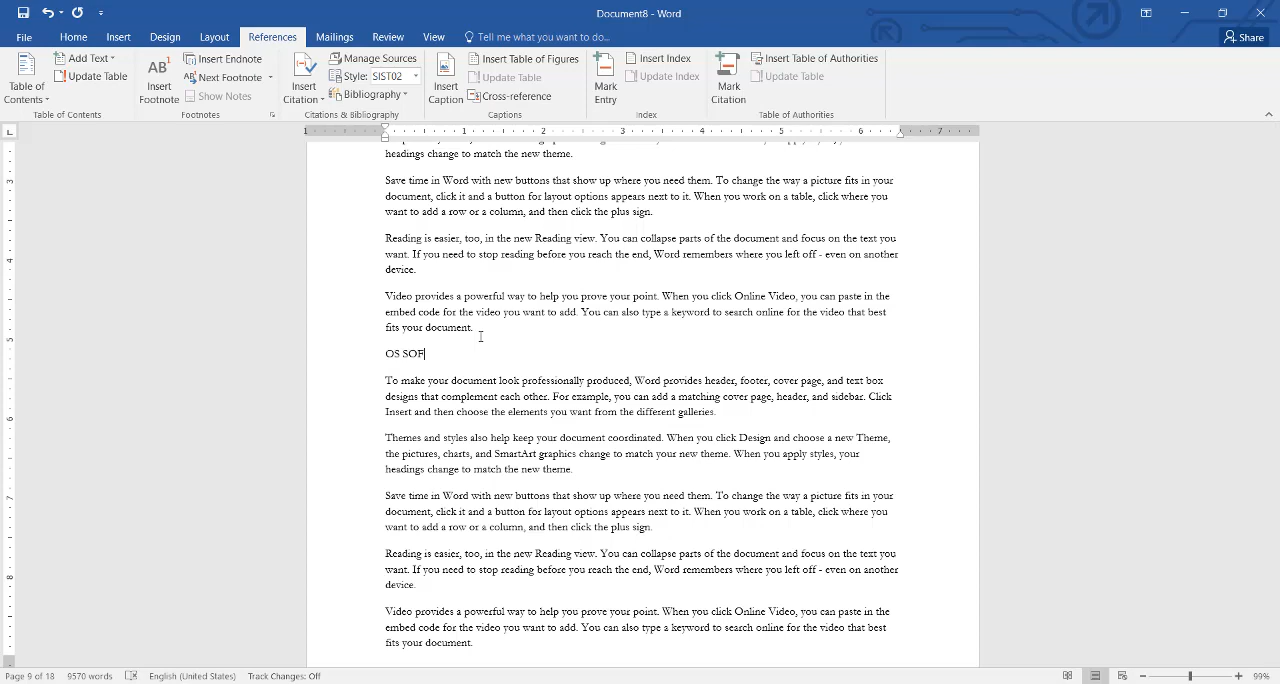 Document8 - Word
File Home Insert Design Layout References Mailings Review View Tell me what you want to do... Share
Table of Contents
Add Text
Update Table
Table of Contents
AB1
Insert Footnote
Insert Endnote
Next Footnote
Show Notes
Footnotes
Insert Citation
Manage Sources
Style: SIST02
Bibliography
Citations & Bibliography
Insert Caption
Insert Table of Figures
Update Table
Cross-reference
Captions
Mark Entry
Insert Index
Update Index
Index
Mark Citation
Insert Table of Authorities
Update Table
Table of Authorities
1 1 2 3 4 5 6 7
3
4
5
6
7
8
headings change to match the new theme.
Save time in Word with new buttons that show up where you need them. To change the way a picture fits in your
document, click it and a button for layout options appears next to it. When you work on a table, click where you
want to add a row or a column, and then click the plus sign.
Reading is easier, too, in the new Reading view. You can collapse parts of the document and focus on the text you
want. If you need to stop reading before you reach the end, Word remembers where you left off - even on another
device.
Video provides a powerful way to help you prove your point. When you click Online Video, you can paste in the
embed code for the video you want to add. You can also type a keyword to search online for the video that best
fits your document.
OS SOF
To make your document look professionally produced, Word provides header, footer, cover page, and text box
designs that complement each other. For example, you can add a matching cover page, header, and sidebar. Click
Insert and then choose the elements you want from the different galleries.
Themes and styles also help keep your document coordinated. When you click Design and choose a new Theme,
the pictures, charts, and SmartArt graphics change to match your new theme. When you apply styles, your
headings change to match the new theme.
Save time in Word with new buttons that show up where you need them. To change the way a picture fits in your
document, click it and a button for layout options appears next to it. When you work on a table, click where you
want to add a row or a column, and then click the plus sign.
Reading is easier, too, in the new Reading view. You can collapse parts of the document and focus on the text you
want. If you need to stop reading before you reach the end, Word remembers where you left off - even on another
device.
Video provides a powerful way to help you prove your point. When you click Online Video, you can paste in the
embed code for the video you want to add. You can also type a keyword to search online for the video that best
fits your document.
Page 9 of 18 9570 words English (United States) Track Changes: Off 99%